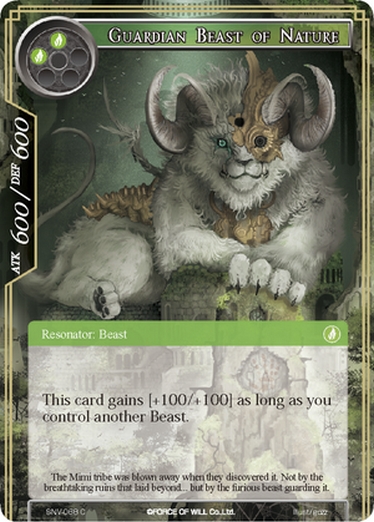 GUARDIAN BEAST OF NATURE
ATK 600/DEF 600
Resonator: Beast
This card gains [+100/+100] as long as you
control another Beast.
The Mimi tribe was blown away when they discovered it. Not by the
breathtaking ruins that laid beyond... but by the furious beast guarding it.
SNV-068 C
©FORCE OF WILL Co.,Ltd.